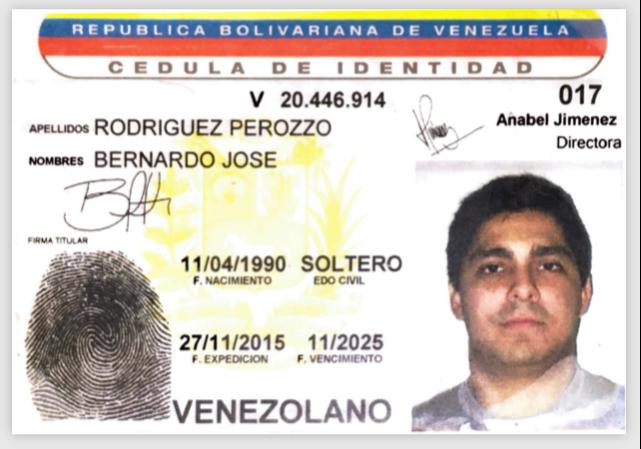 REPUBLICA BOLIVARIANA DE VENEZUELA
CEDULA DE IDENTIDAD
V 20.446.914
017
Anabel Jimenez
Directora
APELLIDOS RODRIGUEZ PEROZZO
NOMBRES BERNARDO JOSE
FIRMA TITULAR
11/04/1990 SOLTERO
F. NACIMIENTO EDO CIVIL
27/11/2015 11/2025
F. EXPEDICION F. VENCIMIENTO
VENEZOLANO